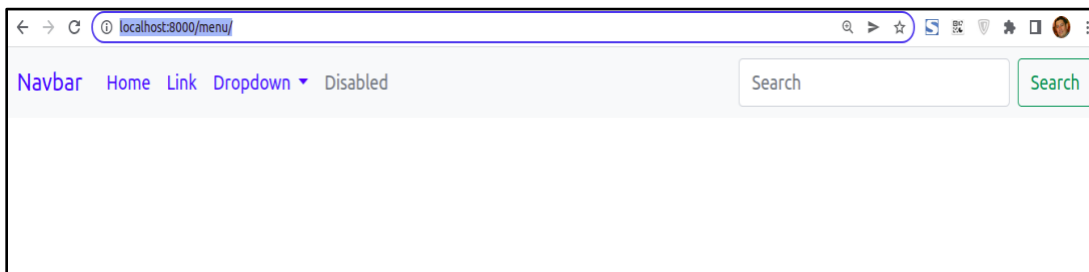 localhost:8000/menu/
Navbar Home Link Dropdown Disabled Search Search